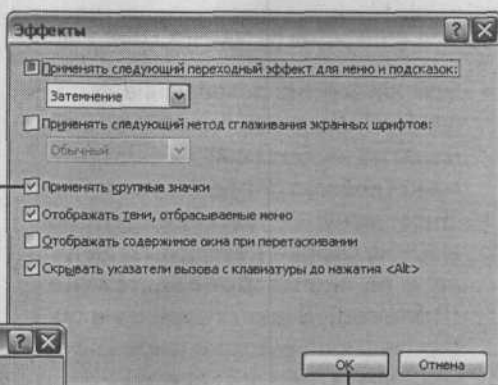 Эффекты
Применять следующий переходный эффект для меню и подсказок:
Затемнение
Применять следующий метод сглаживания экранных шрифтов:
Обычный
Применять крупные значки
Отображать тени, отбрасываемые меню
Отображать содержимое окна при перетаскивании
Скрывать указатели вызова с клавиатуры до нажатия <Alt>
OK Отмена